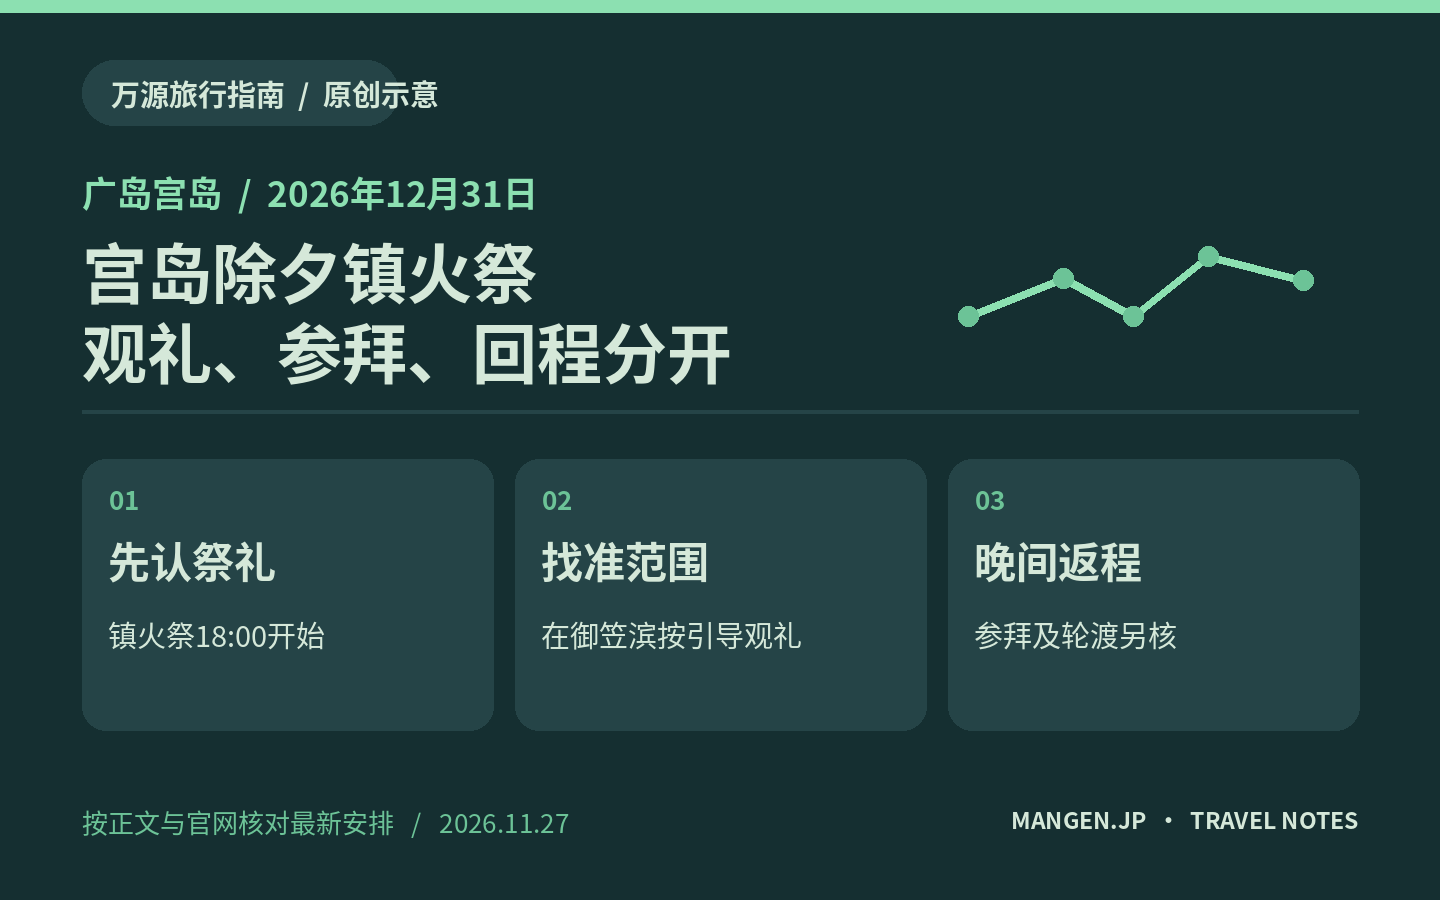 万源旅行指南 / 原创示意
广岛宫岛 / 2026年12月31日
宫岛除夕镇火祭
观礼、参拜、回程分开
01
先认祭礼
镇火祭18:00开始
02
找准范围
在御笠滨按引导观礼
03
晚间返程
参拜及轮渡另核
按正文与官网核对最新安排 / 2026.11.27
MANGEN.JP • TRAVEL NOTES